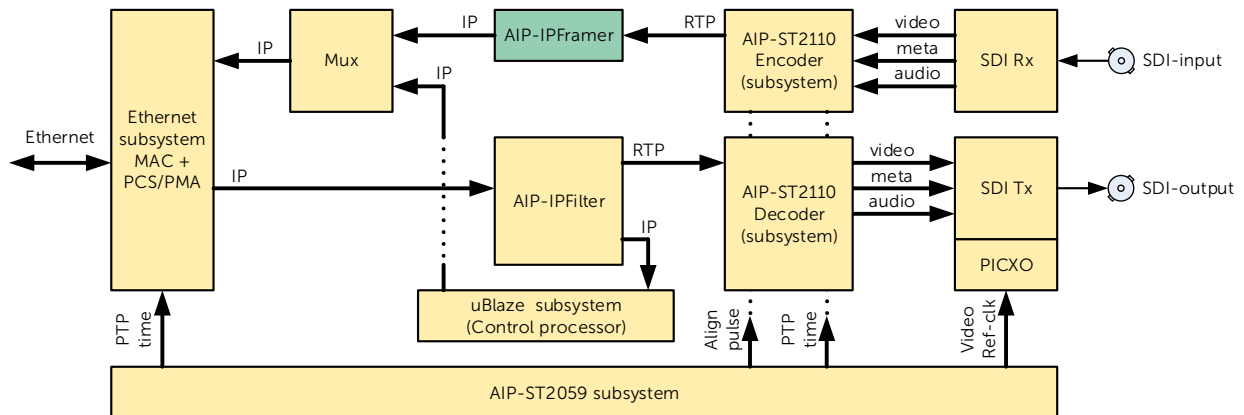 IP
RTP
video
IP
AIP-IPFramer
AIP-ST2110
Encoder
(subsystem)
meta
SDI Rx
SDI-input
Mux
IP
audio
Ethernet
Ethernet
subsystem
MAC +
PCS/PMA
IP
AIP-IPFilter
RTP
IP
AIP-ST2110
Decoder
(subsystem)
video
meta
audio
SDI Tx
SDI-output
PICXO
uBlaze subsystem
(Control processor)
PTP
time
Align
pulse
PTP
time
Video
Ref-clk
AIP-ST2059 subsystem